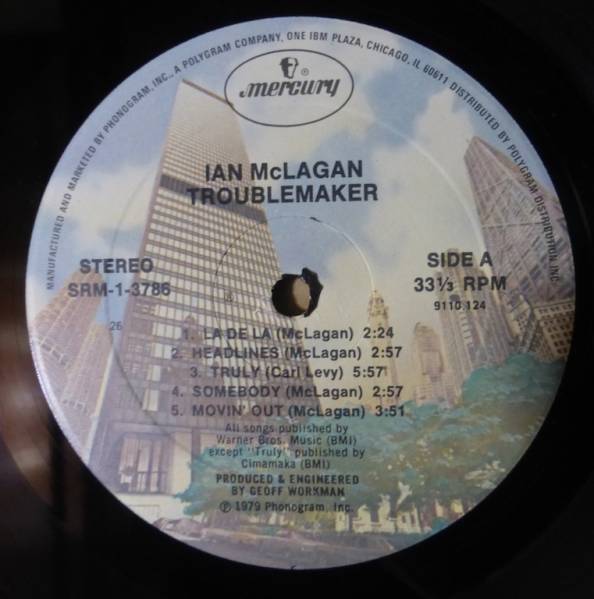 MANUFACTURED AND MARKETED BY PHONOGRAM, INC., A POLYGRAM COMPANY, ONE IBM PLAZA, CHICAGO, IL 60611 DISTRIBUTED BY POLYGRAM DISTRIBUTION, INC.
mercury ®
IAN McLAGAN
TROUBLEMAKER
STEREO
SRM-1-3786
SIDE A
33⅓ RPM
9110.124
26
1. LA DE LA (McLagan) 2:24
2. HEADLINES (McLagan) 2:57
3. TRULY (Carl Levy) 5:57
4. SOMEBODY (McLagan) 2:57
5. MOVIN' OUT (McLagan) 3:51
All songs published by
Warner Bros. Music (BMI)
except "Truly" published by
Cimamaka (BMI)
PRODUCED & ENGINEERED
BY GEOFF WORKMAN
℗ 1979 Phonogram, Inc.